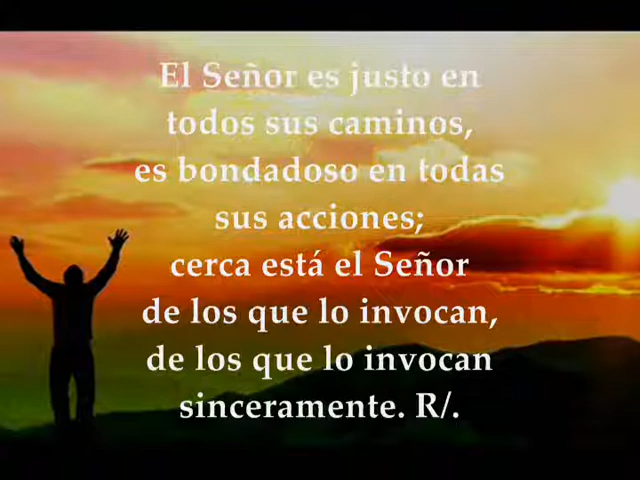 El Señor es justo en
todos sus caminos,
es bondadoso en todas
sus acciones;
cerca está el Señor
de los que lo invocan,
de los que lo invocan
sinceramente. R/.